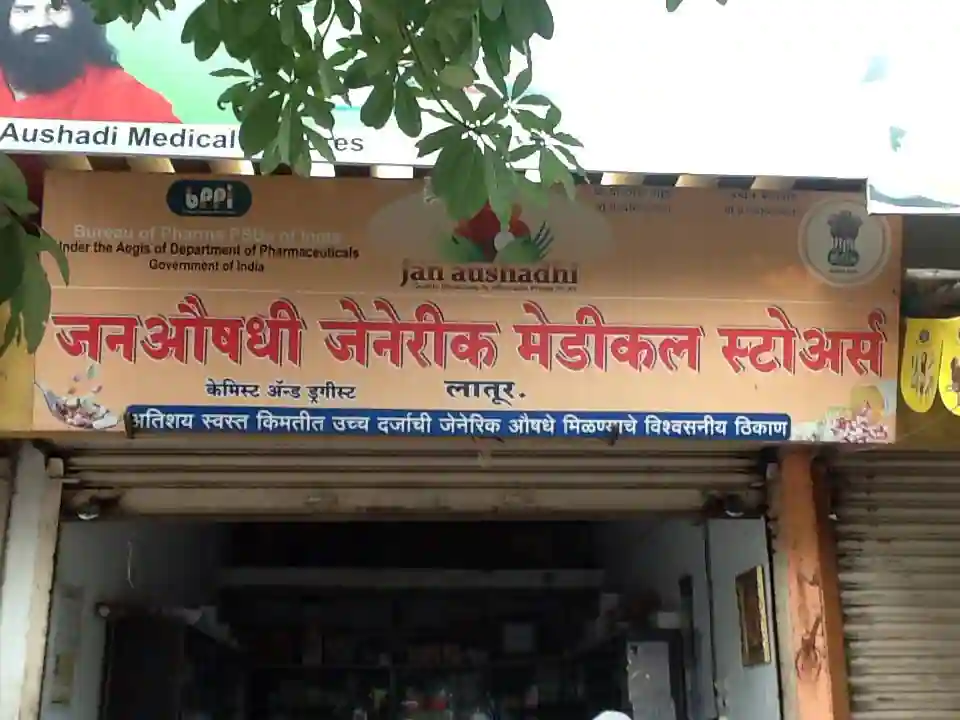 Aushadi Medical
bppi
Bureau of Pharma PSUs of India
Under the Aegis of Department of Pharmaceuticals
Government of India
jan aushadhi
जनऔषधी जेनेरीक मेडीकल स्टोअर्स
केमिस्ट ॲन्ड ड्रगीस्ट
लातूर.
अतिशय स्वस्त किमतीत उच्च दर्जाची जेनेरिक औषधे मिळण्याचे विश्वसनीय ठिकाण